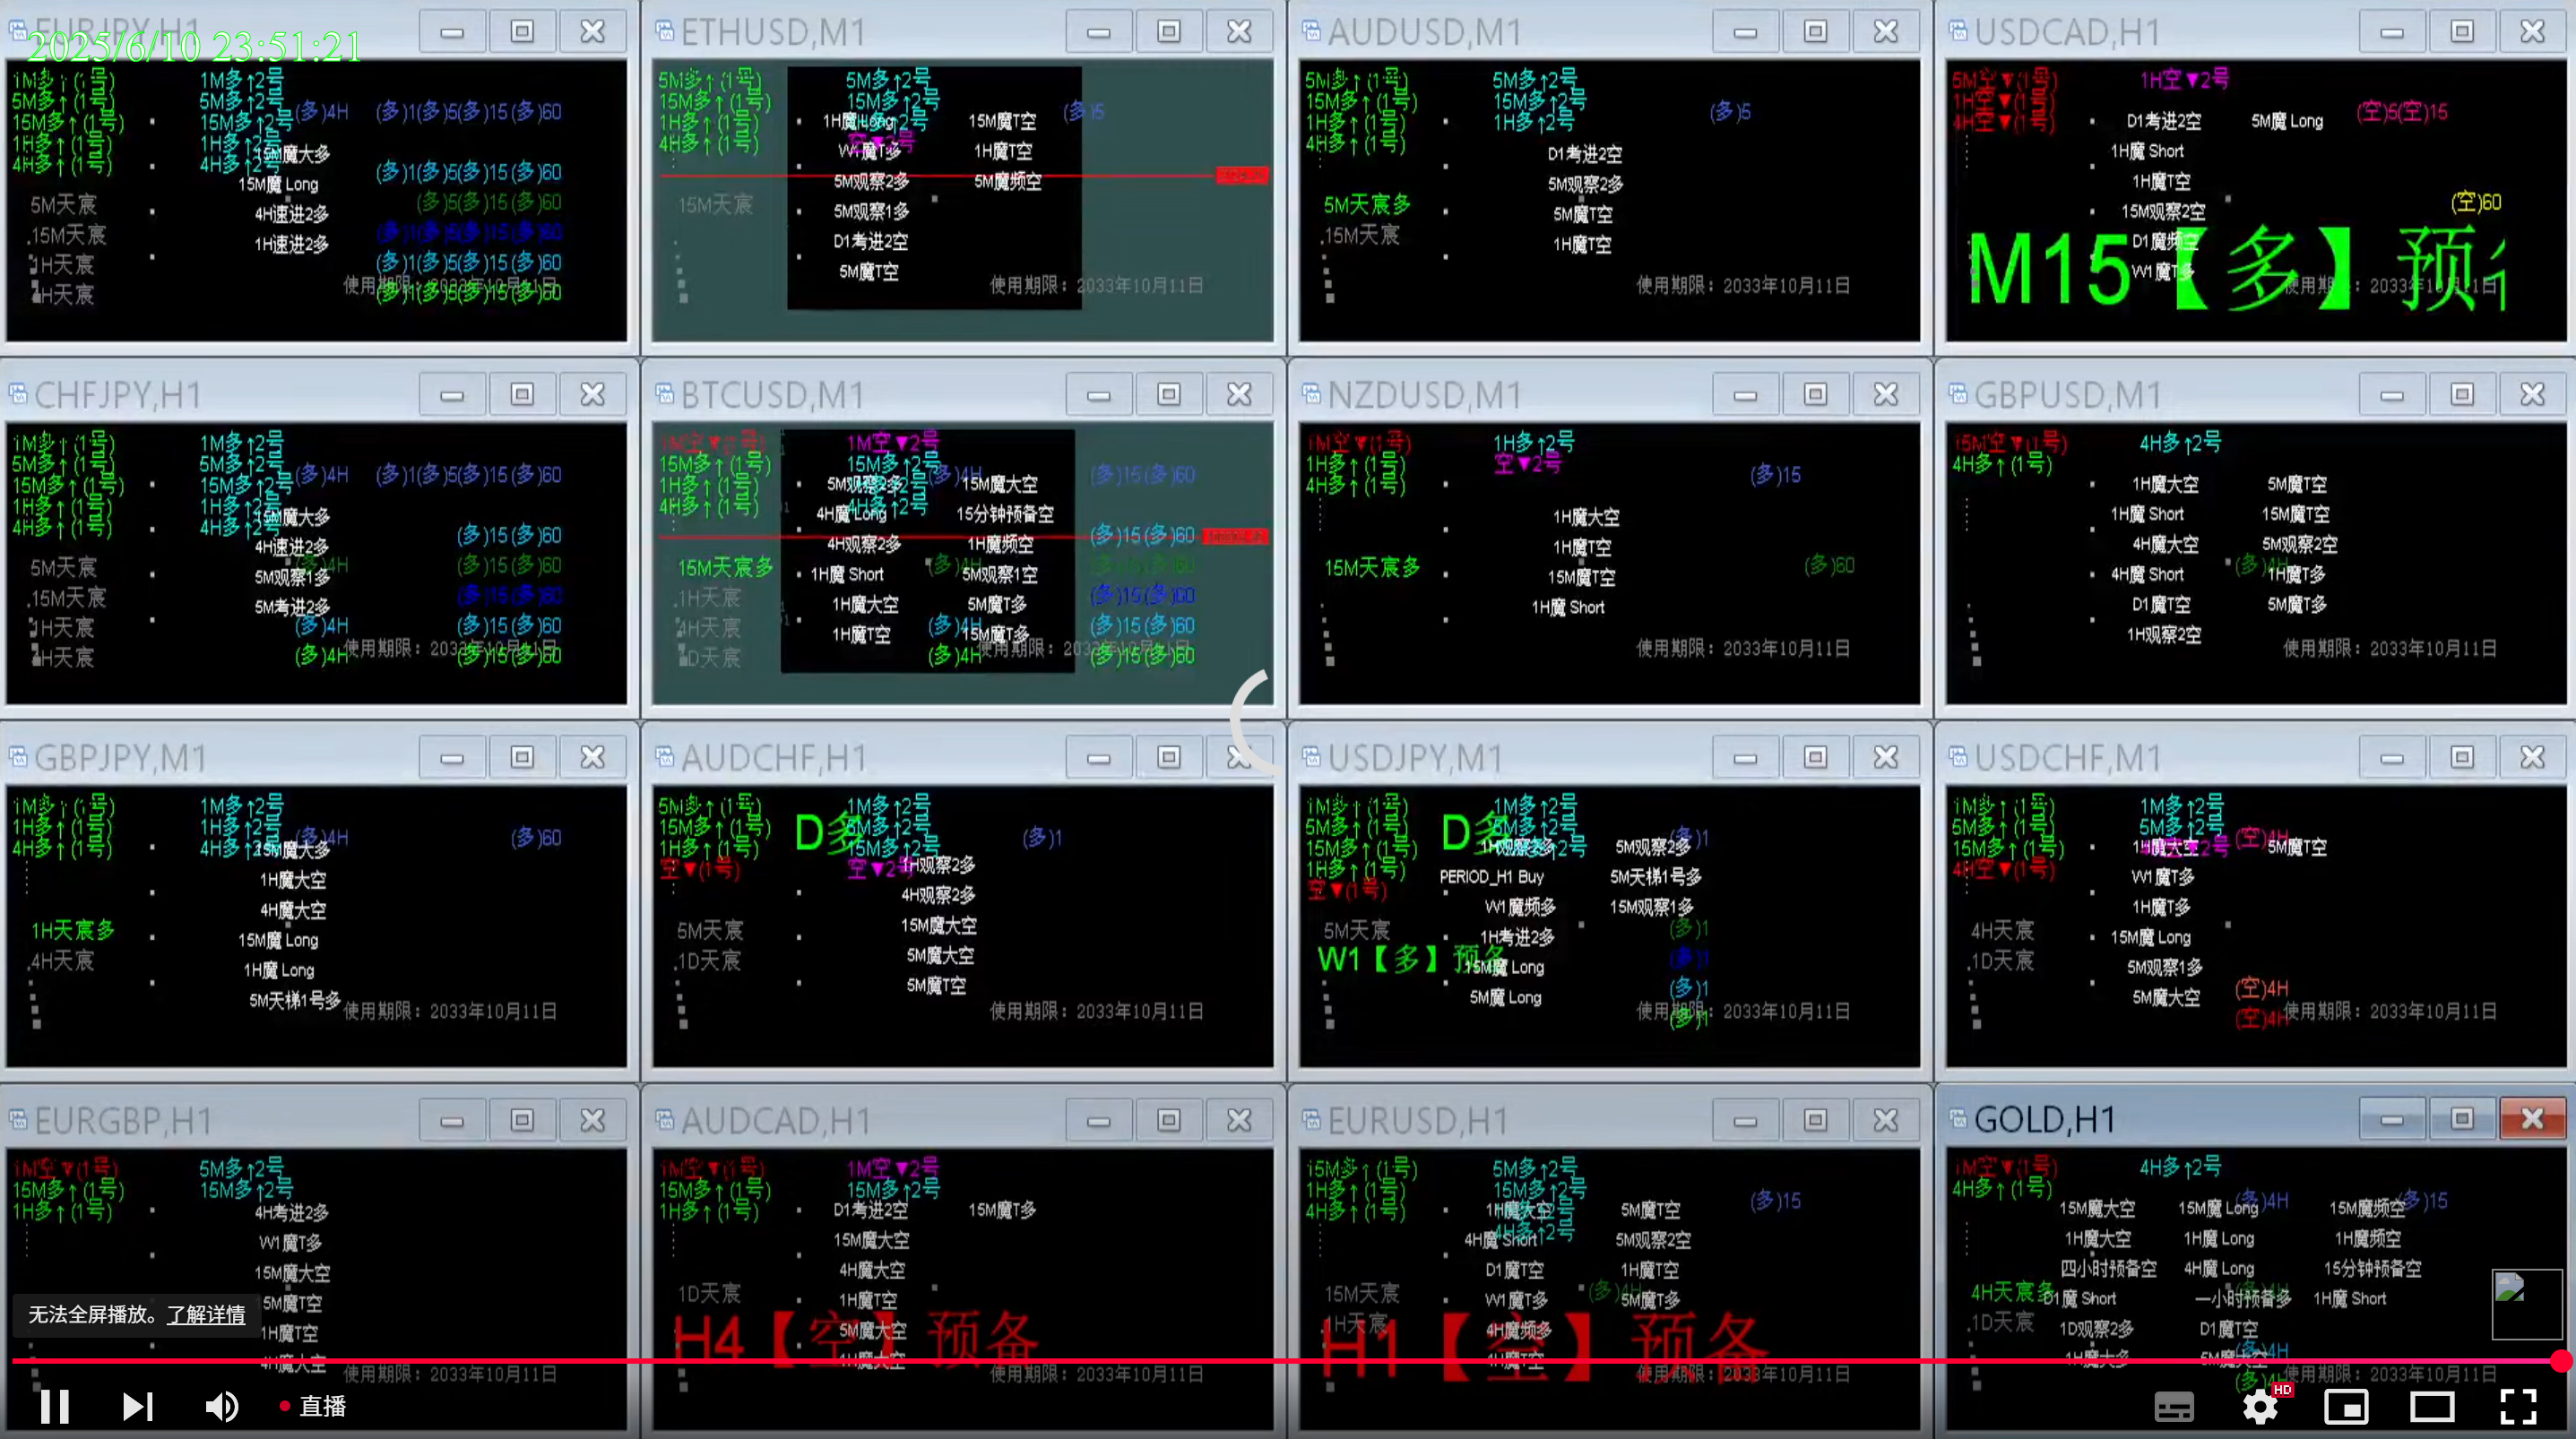 2025/6/10 23:51:21
EURJPY,H1
1M多↑(1号)
5M多↑(1号)
15M多↑(1号)
1H多↑(1号)
4H多↑(1号)
1M多↑2号
5M多↑2号
15M多↑2号
1H多↑2号
4H多↑2号
(多)4H (多)1(多)5(多)15(多)60
15M魔大多
15M魔 Long
4H速进2多
1H速进2多
(多)1(多)5(多)15(多)60
(多)5(多)15(多)60
(多)1(多)5(多)15(多)60
(多)1(多)5(多)15(多)60
(多)1(多)5(多)15(多)60
5M天宸
15M天宸
1H天宸
4H天宸
使用期限：2033年10月11日
ETHUSD,M1
5M多↑(1号)
15M多↑(1号)
1H多↑(1号)
4H多↑(1号)
5M多↑2号
15M多↑2号
空▼2号
1H魔 Long 15M魔T空
W1魔T多 1H魔T空
5M观察2多 5M魔频空
5M观察1多
D1考进2空
5M魔T空
(多)5
15M天宸
使用期限：2033年10月11日
AUDUSD,M1
5M多↑(1号)
15M多↑(1号)
1H多↑(1号)
4H多↑(1号)
5M多↑2号
15M多↑2号
1H多↑2号
(多)5
D1考进2空
5M观察2多
5M魔T空
1H魔T空
5M天宸多
15M天宸
使用期限：2033年10月11日
USDCAD,H1
5M空▼(1号)
1H空▼(1号)
4H空▼(1号)
1H空▼2号
(空)5(空)15
D1考进2空 5M魔 Long
1H魔 Short
1H魔T空
15M观察2空
D1魔频空
W1魔T多
(空)60
M15【多】预
使用期限：2033年10月11日
CHFJPY,H1
1M多↑(1号)
5M多↑(1号)
15M多↑(1号)
1H多↑(1号)
4H多↑(1号)
1M多↑2号
5M多↑2号
15M多↑2号
1H多↑2号
4H多↑2号
(多)4H (多)1(多)5(多)15(多)60
15M魔大多
4H速进2多
5M观察1多
5M考进2多
(多)15(多)60
(多)4H (多)15(多)60
(多)15(多)60
(多)4H (多)15(多)60
(多)4H (多)15(多)60
5M天宸
15M天宸
1H天宸
4H天宸
使用期限：2033年10月11日
BTCUSD,M1
1M空▼(1号)
15M多↑(1号)
1H多↑(1号)
4H多↑(1号)
1M空▼2号
15M多↑2号
4H多↑2号
(多)4H (多)15(多)60
5M观察2多 15M魔大空
4H魔 Long 15分钟预备空
4H观察2多 1H魔频空
1H魔 Short 5M观察1空
1H魔大空 5M魔T多
1H魔T空 15M魔T多
(多)15(多)60
(多)4H (多)15(多)60
(多)15(多)60
(多)4H (多)15(多)60
(多)4H (多)15(多)60
15M天宸多
1H天宸
4H天宸
1D天宸
使用期限：2033年10月11日
NZDUSD,M1
1M空▼(1号)
1H多↑(1号)
4H多↑(1号)
1H多↑2号
空▼2号
(多)15
1H魔大空
1H魔T空
15M魔T空
1H魔 Short
(多)60
15M天宸多
使用期限：2033年10月11日
GBPUSD,M1
15M空▼(1号)
4H多↑(1号)
4H多↑2号
1H魔大空 5M魔T空
1H魔 Short 15M魔T空
4H魔大空 5M观察2空
4H魔 Short 1H魔T多
D1魔T空 5M魔T多
1H观察2空
(多)4H
使用期限：2033年10月11日
GBPJPY,M1
1M多↑(1号)
1H多↑(1号)
4H多↑(1号)
1M多↑2号
1H多↑2号
4H多↑2号
(多)4H (多)60
15M魔大多
1H魔大空
4H魔大空
15M魔 Long
1H魔 Long
5M天梯1号多
1H天宸多
4H天宸
使用期限：2033年10月11日
AUDCHF,H1
5M多↑(1号)
15M多↑(1号)
1H多↑(1号)
空▼(1号)
D多
1M多↑2号
5M多↑2号
15M多↑2号
空▼2号
(多)1
1H观察2多
4H观察2多
15M魔大空
5M魔大空
5M魔T空
5M天宸
1D天宸
使用期限：2033年10月11日
USDJPY,M1
1M多↑(1号)
5M多↑(1号)
15M多↑(1号)
1H多↑(1号)
空▼(1号)
D多
1M多↑2号
5M多↑2号
15M多↑2号
(多)1
1H观察2多 5M观察2多
PERIOD_H1 Buy 5M天梯1号多
W1魔频多 15M观察1多
1H考进2多
15M魔 Long
5M魔 Long
(多)1
(多)1
(多)1
(多)1
5M天宸
W1【多】预备
使用期限：2033年10月11日
USDCHF,M1
1M多↑(1号)
5M多↑(1号)
15M多↑(1号)
4H空▼(1号)
1M多↑2号
5M多↑2号
4H空▼2号
(空)4H
1H魔大空 5M魔T空
W1魔T多
1H魔T多
15M魔 Long
5M观察1多
5M魔大空
(空)4H
(空)4H
4H天宸
1D天宸
使用期限：2033年10月11日
EURGBP,H1
1M空▼(1号)
15M多↑(1号)
1H多↑(1号)
5M多↑2号
15M多↑2号
4H考进2多
W1魔T多
15M魔大空
5M魔T空
1H魔T空
4H魔大空
使用期限：2033年10月11日
AUDCAD,H1
1M空▼(1号)
15M多↑(1号)
1H多↑(1号)
1M空▼2号
15M多↑2号
D1考进2空 15M魔T多
15M魔大空
4H魔大空
1H魔T空
5M魔大空
1H魔大空
1D天宸
H4【空】预备
使用期限：2033年10月11日
EURUSD,H1
15M多↑(1号)
1H多↑(1号)
4H多↑(1号)
5M多↑2号
15M多↑2号
4H多↑2号
(多)15
1H魔大空 5M魔T空
4H魔 Short 5M观察2空
D1魔T空 1H魔T空
W1魔T多 5M魔T多
4H魔频多
4H魔T空
(多)4H
15M天宸
1H天宸
H1【空】预备
使用期限：2033年10月11日
GOLD,H1
1M空▼(1号)
4H多↑(1号)
4H多↑2号
(多)4H (多)15
15M魔大空 15M魔 Long 15M魔频空
1H魔大空 1H魔 Long 1H魔频空
四小时预备空 4H魔 Long 15分钟预备空
D1魔 Short 一小时预备多 1H魔 Short
1D观察2多 D1魔T空
1H魔大多 5M魔大空
(多)4H
(多)4H
4H天宸多
1D天宸
使用期限：2033年10月11日
无法全屏播放。了解详情
直播
HD